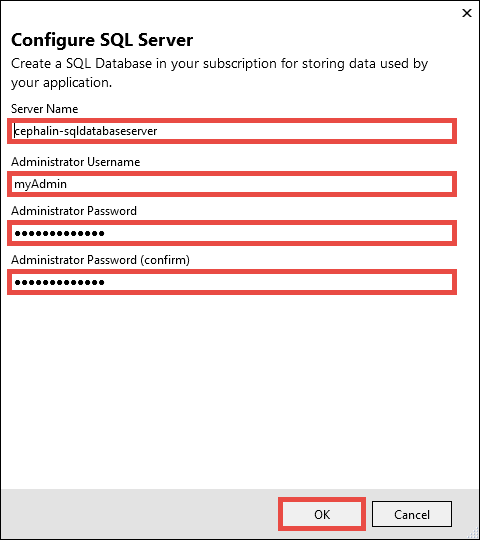 Configure SQL Server
Create a SQL Database in your subscription for storing data used by
your application.
Server Name
cephalin-sqldatabaseserver
Administrator Username
myAdmin
Administrator Password
●●●●●●●●●●●●●
Administrator Password (confirm)
●●●●●●●●●●●●●
OK
Cancel